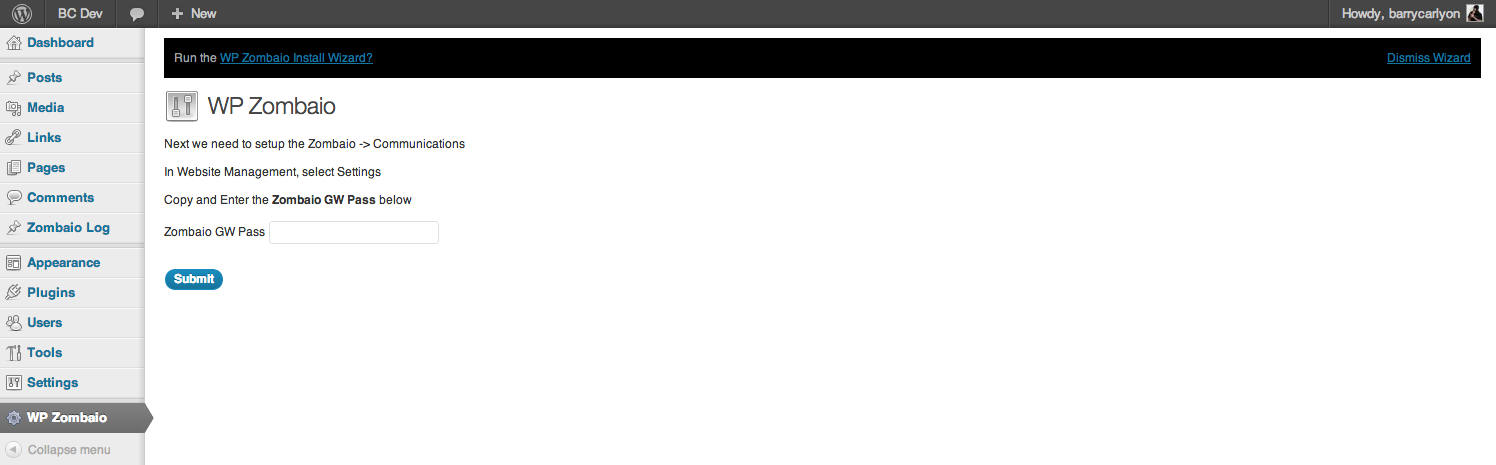 BC Dev New Howdy, barrycarlyon
Dashboard
Posts
Media
Links
Pages
Comments
Zombaio Log
Appearance
Plugins
Users
Tools
Settings
WP Zombaio
Collapse menu
Run the WP Zombaio Install Wizard? Dismiss Wizard
WP Zombaio
Next we need to setup the Zombaio -> Communications
In Website Management, select Settings
Copy and Enter the Zombaio GW Pass below
Zombaio GW Pass
Submit